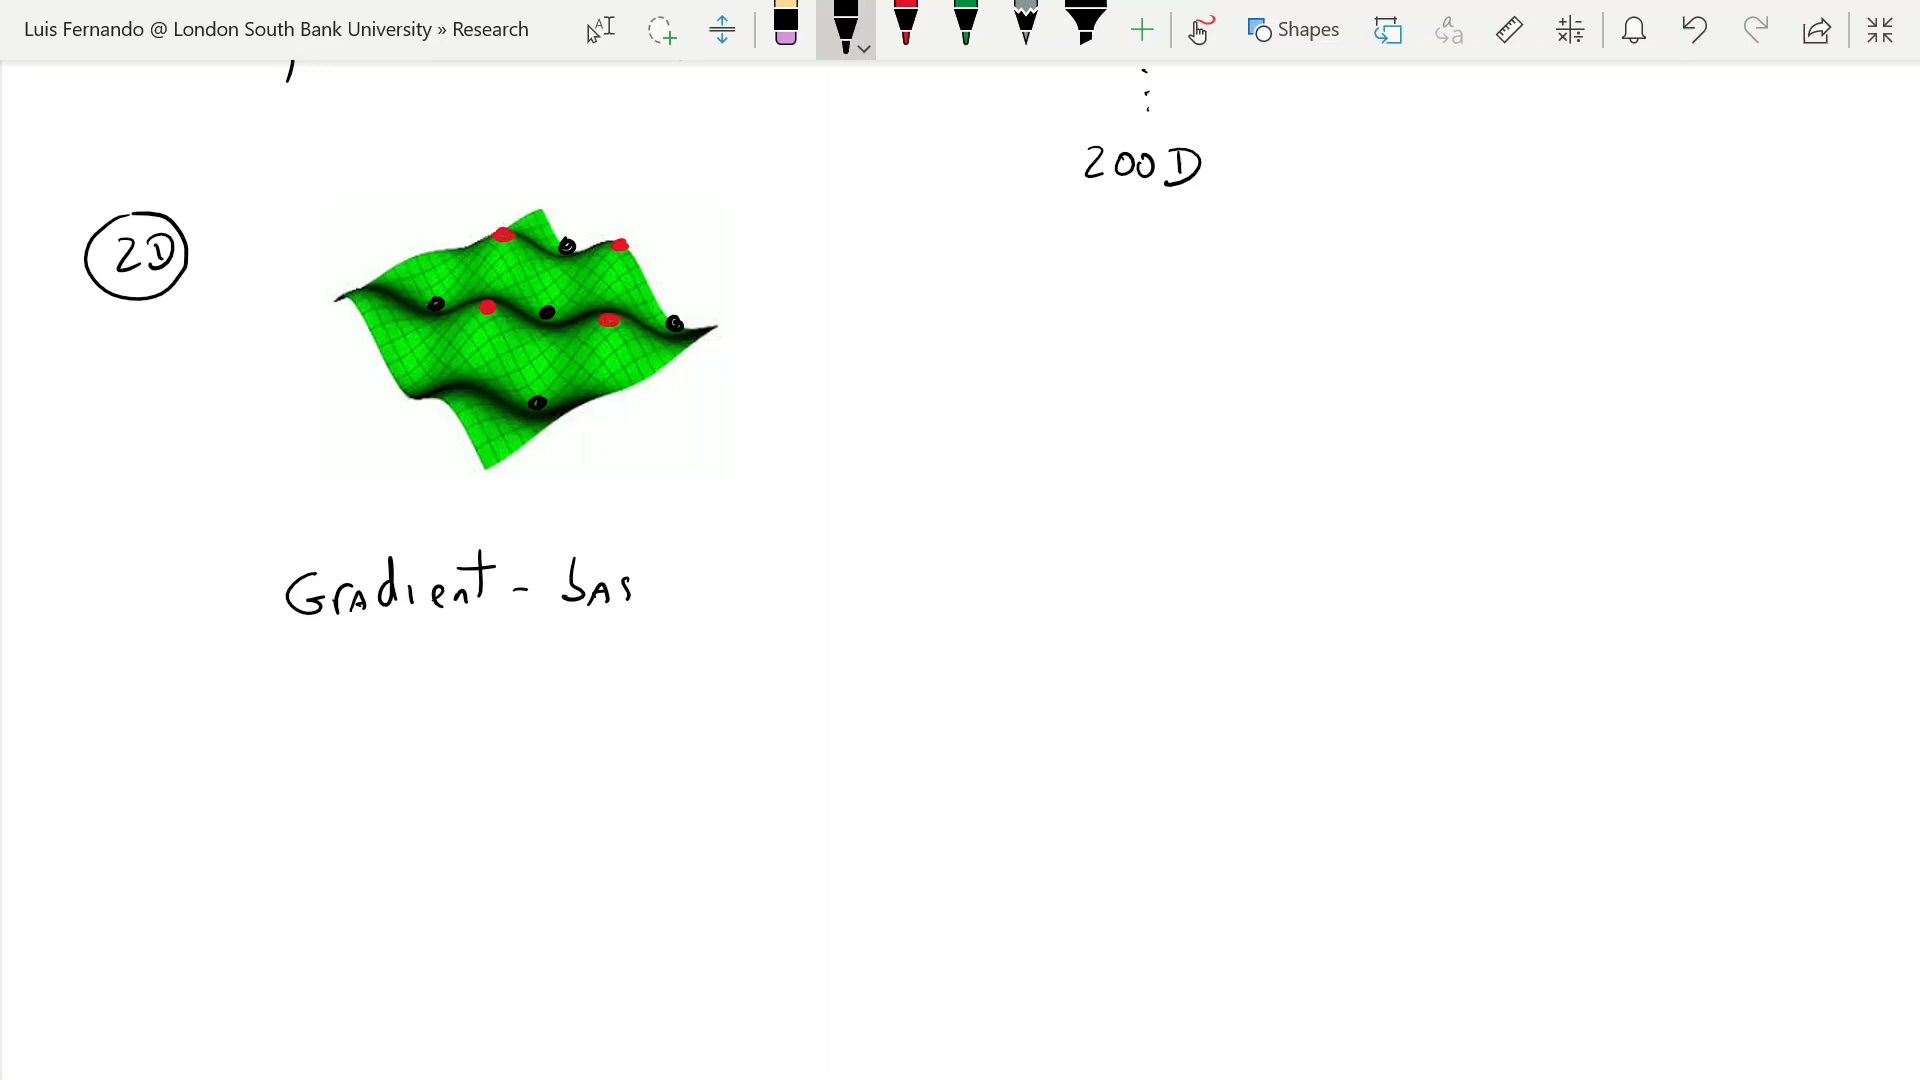 Luis Fernando @ London South Bank University » Research
Shapes
200D
2D
Gradient - bas